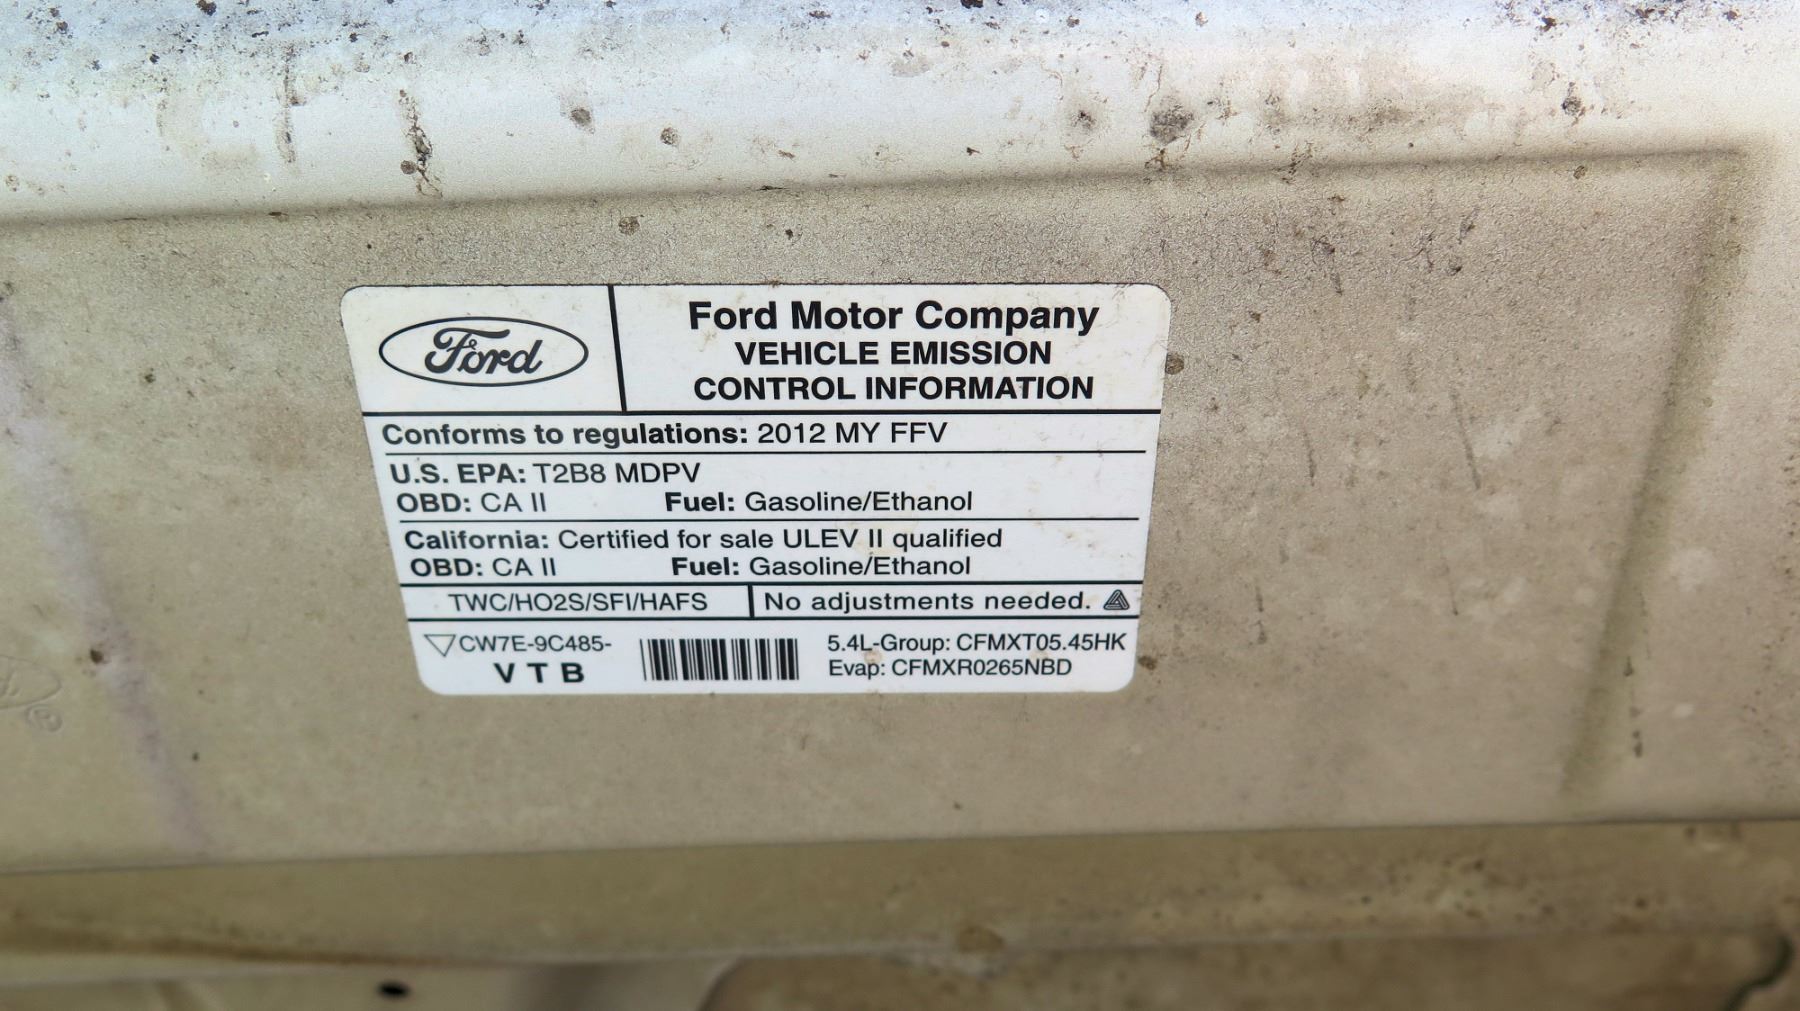 Ford
Ford Motor Company
VEHICLE EMISSION
CONTROL INFORMATION
Conforms to regulations: 2012 MY FFV
U.S. EPA: T2B8 MDPV
OBD: CA II Fuel: Gasoline/Ethanol
California: Certified for sale ULEV II qualified
OBD: CA II Fuel: Gasoline/Ethanol
TWC/HO2S/SFI/HAFS No adjustments needed.
CW7E-9C485-
V T B
5.4L-Group: CFMXT05.45HK
Evap: CFMXR0265NBD